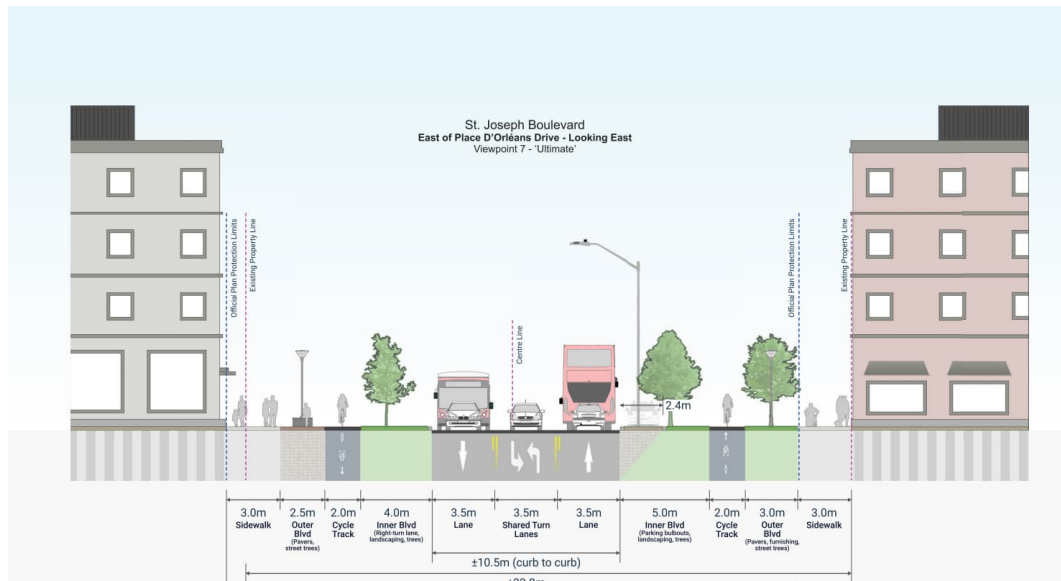 St. Joseph Boulevard
East of Place D'Orléans Drive - Looking East
Viewpoint 7 - 'Ultimate'
Official Plan Protection Limits
Existing Property Line
Centre Line
Official Plan Protection Limits
Existing Property Line
2.4m
3.0m
Sidewalk
2.5m
Outer
Blvd
(Pavers,
street trees)
2.0m
Cycle
Track
4.0m
Inner Blvd
(Right-turn lane,
landscaping, trees)
3.5m
Lane
3.5m
Shared Turn
Lanes
3.5m
Lane
5.0m
Inner Blvd
(Parking bulbouts,
landscaping, trees)
2.0m
Cycle
Track
3.0m
Outer
Blvd
(Pavers, furnishing,
street trees)
3.0m
Sidewalk
±10.5m (curb to curb)